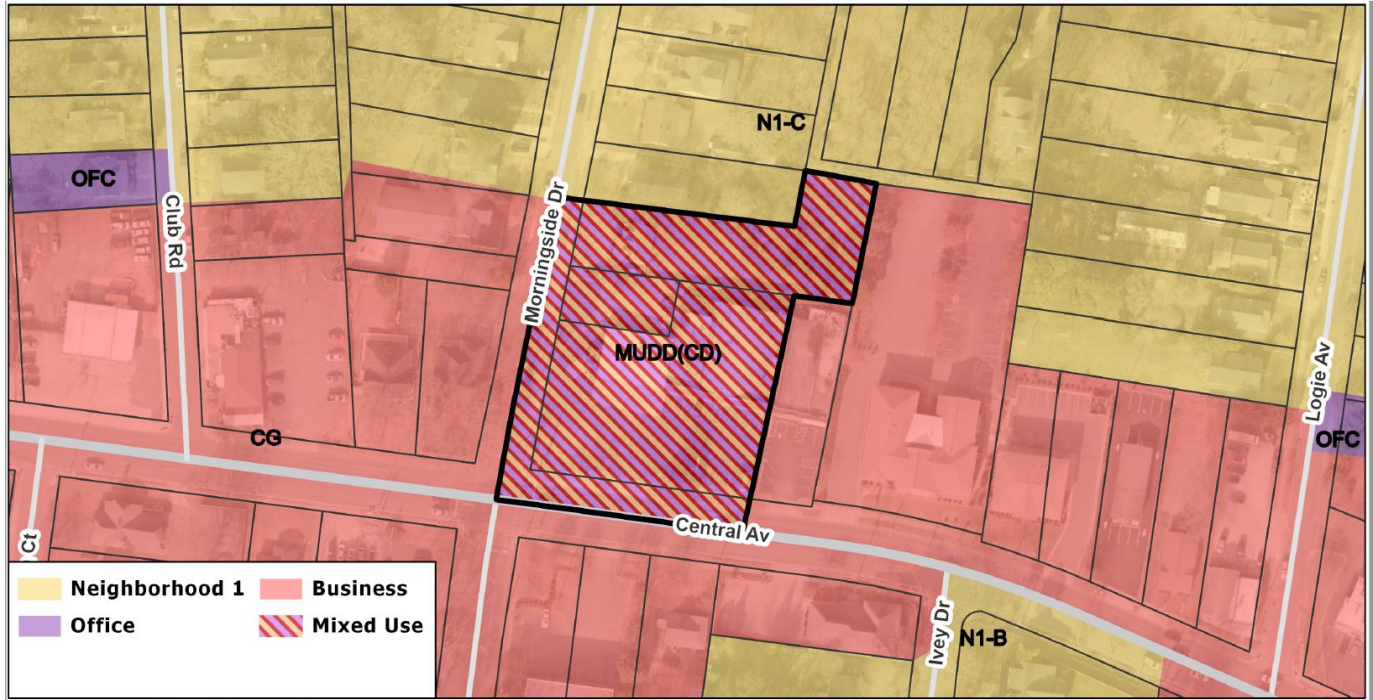 N1-C
OFC
Club Rd
Morningside Dr
MUDD(CD)
Logie Av
CG
OFC
Central Av
Ct
Ivey Dr
N1-B
Neighborhood 1
Business
Office
Mixed Use